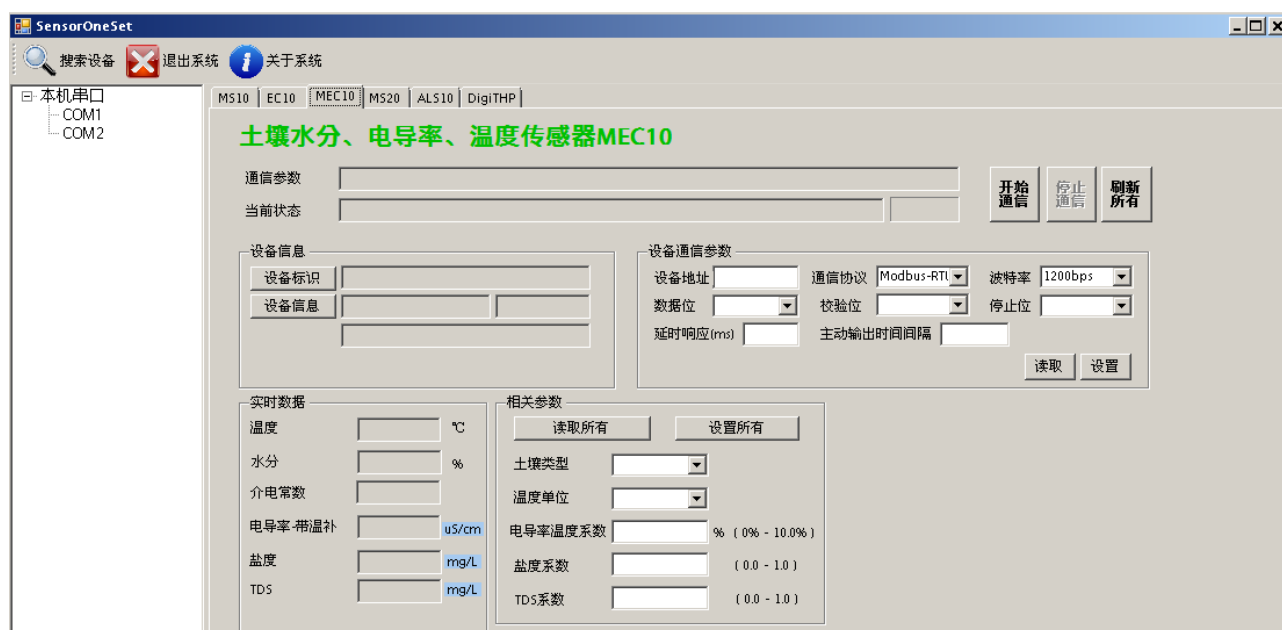 SensorOneSet
搜索设备 退出系统 关于系统
本机串口
COM1
COM2
MS10 EC10 MEC10 MS20 ALS10 DigiTHP
土壤水分、电导率、温度传感器MEC10
通信参数
当前状态
开始通信 停止通信 刷新所有
设备信息
设备标识
设备信息
设备通信参数
设备地址 通信协议 Modbus-RTU 波特率 1200bps
数据位 校验位 停止位
延时响应(ms) 主动输出时间间隔
读取 设置
实时数据
温度 ℃
水分 %
介电常数
电导率-带温补 uS/cm
盐度 mg/L
TDS mg/L
相关参数
读取所有 设置所有
土壤类型
温度单位
电导率温度系数 % ( 0% - 10.0% )
盐度系数 ( 0.0 - 1.0 )
TDS系数 ( 0.0 - 1.0 )